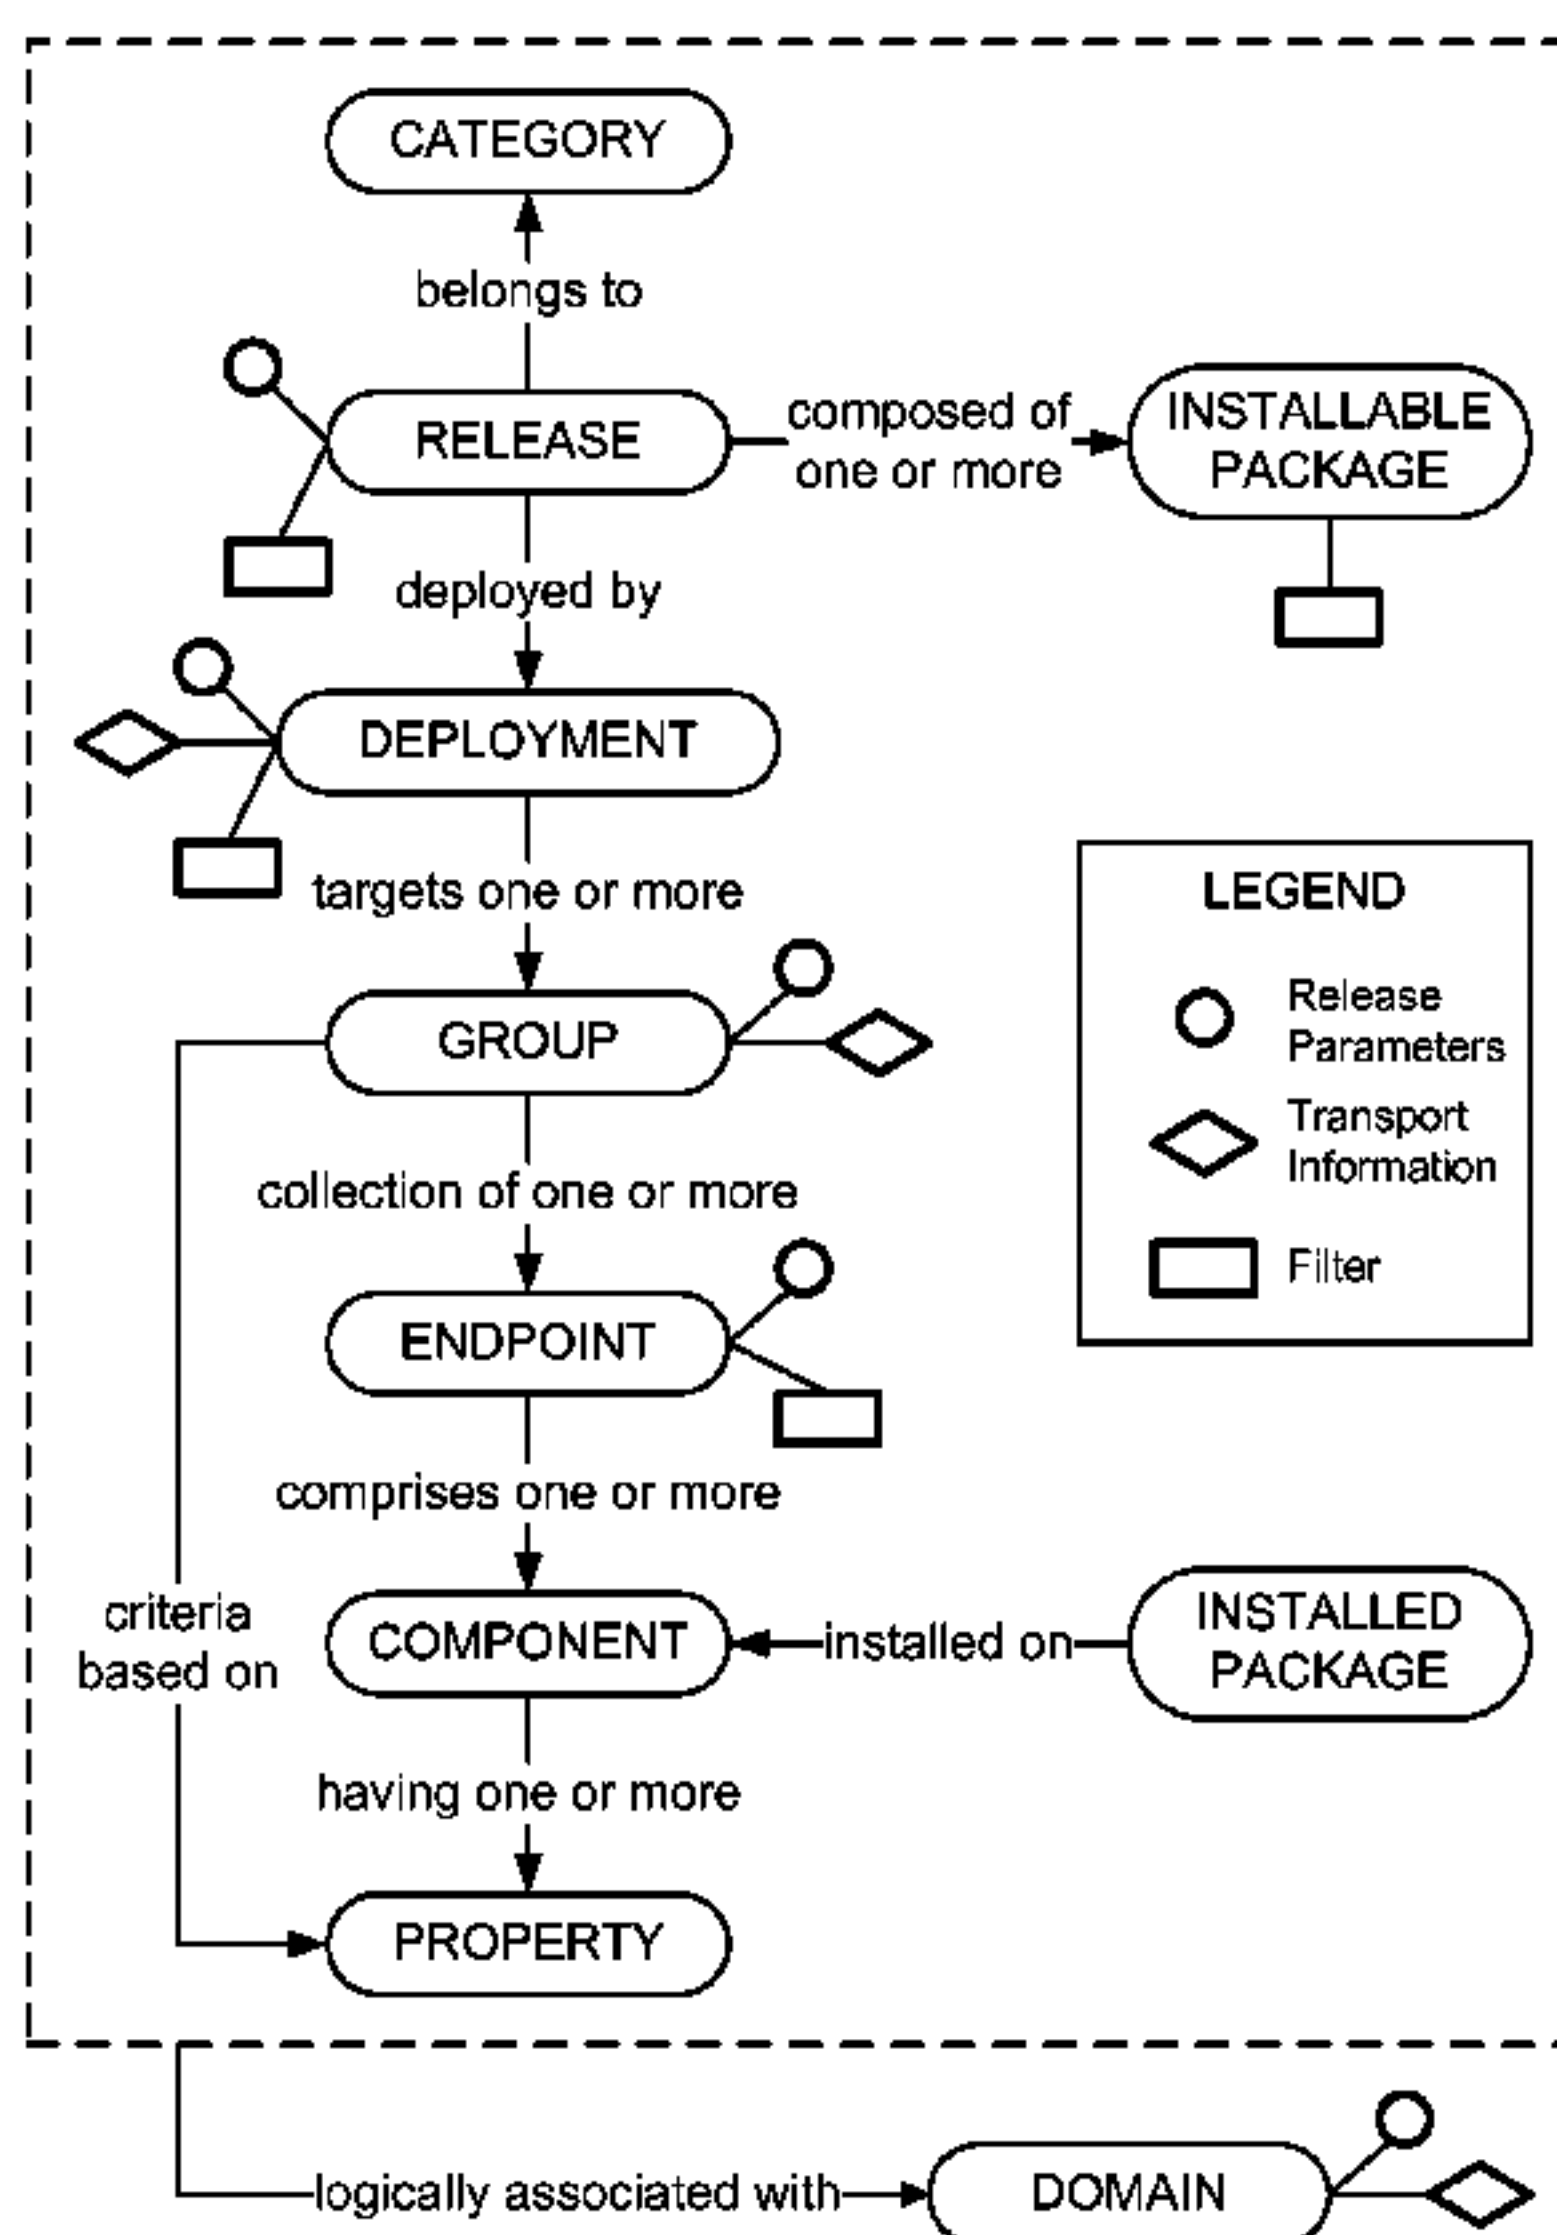 CATEGORY
belongs to
RELEASE
composed of
one or more
INSTALLABLE
PACKAGE
deployed by
DEPLOYMENT
targets one or more
LEGEND
Release
Parameters
Transport
Information
Filter
GROUP
collection of one or more
ENDPOINT
comprises one or more
criteria
based on
COMPONENT
installed on
INSTALLED
PACKAGE
having one or more
PROPERTY
logically associated with
DOMAIN